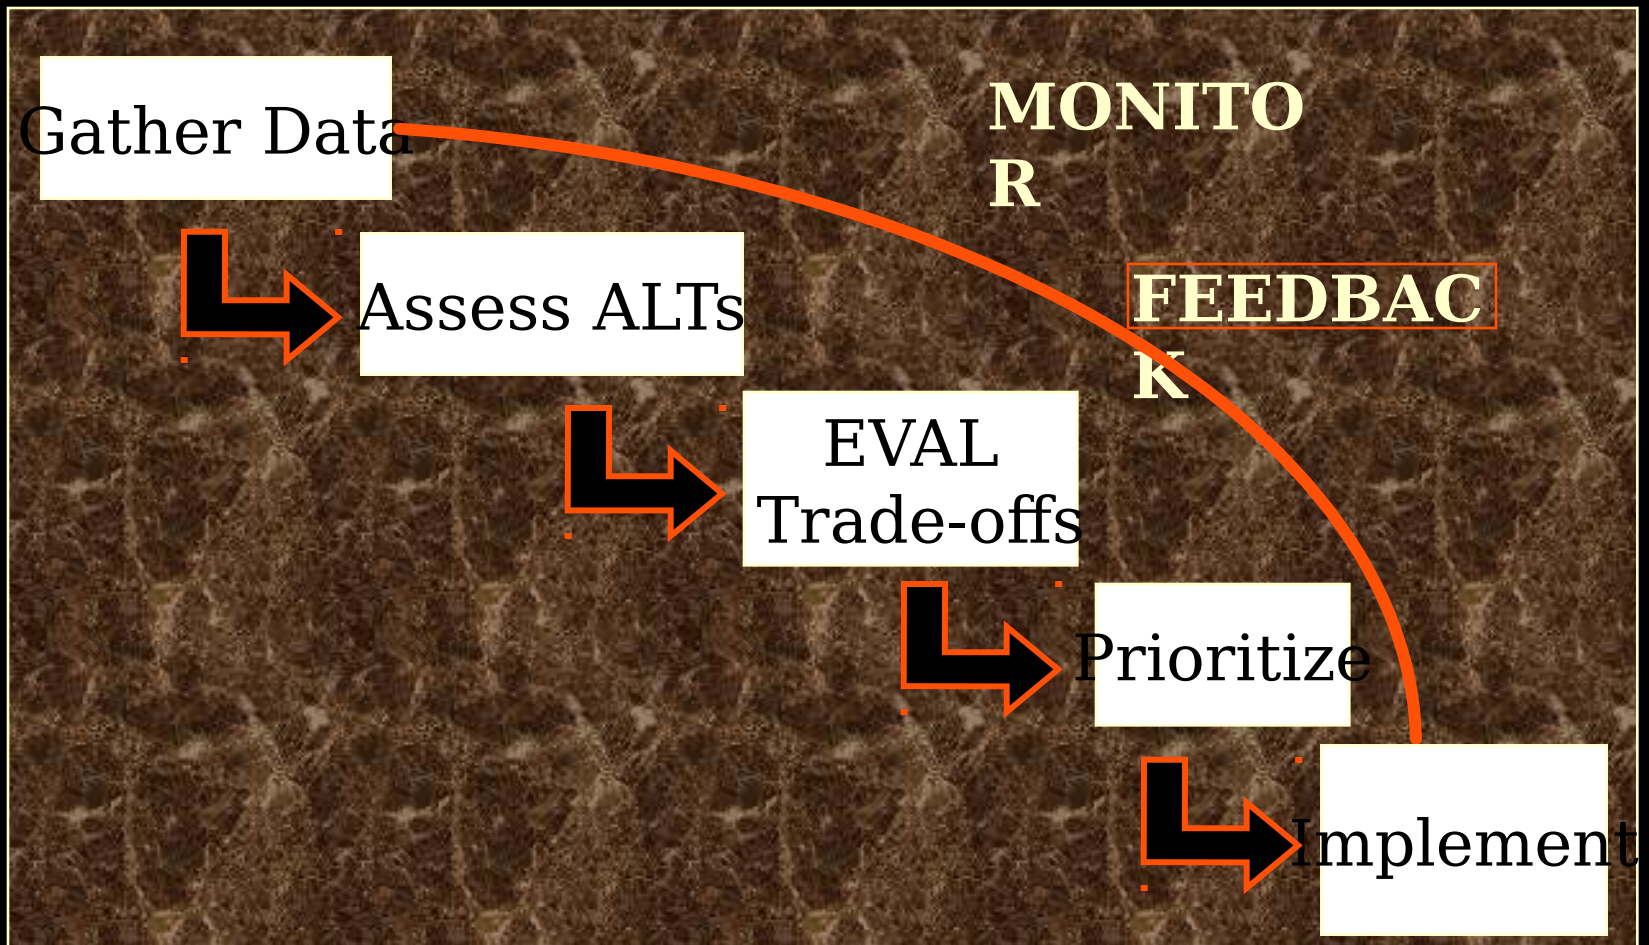 Gather Data
MONITO
R
Assess ALTs
FEEDBAC
K
EVAL
Trade-offs
Prioritize
Implement